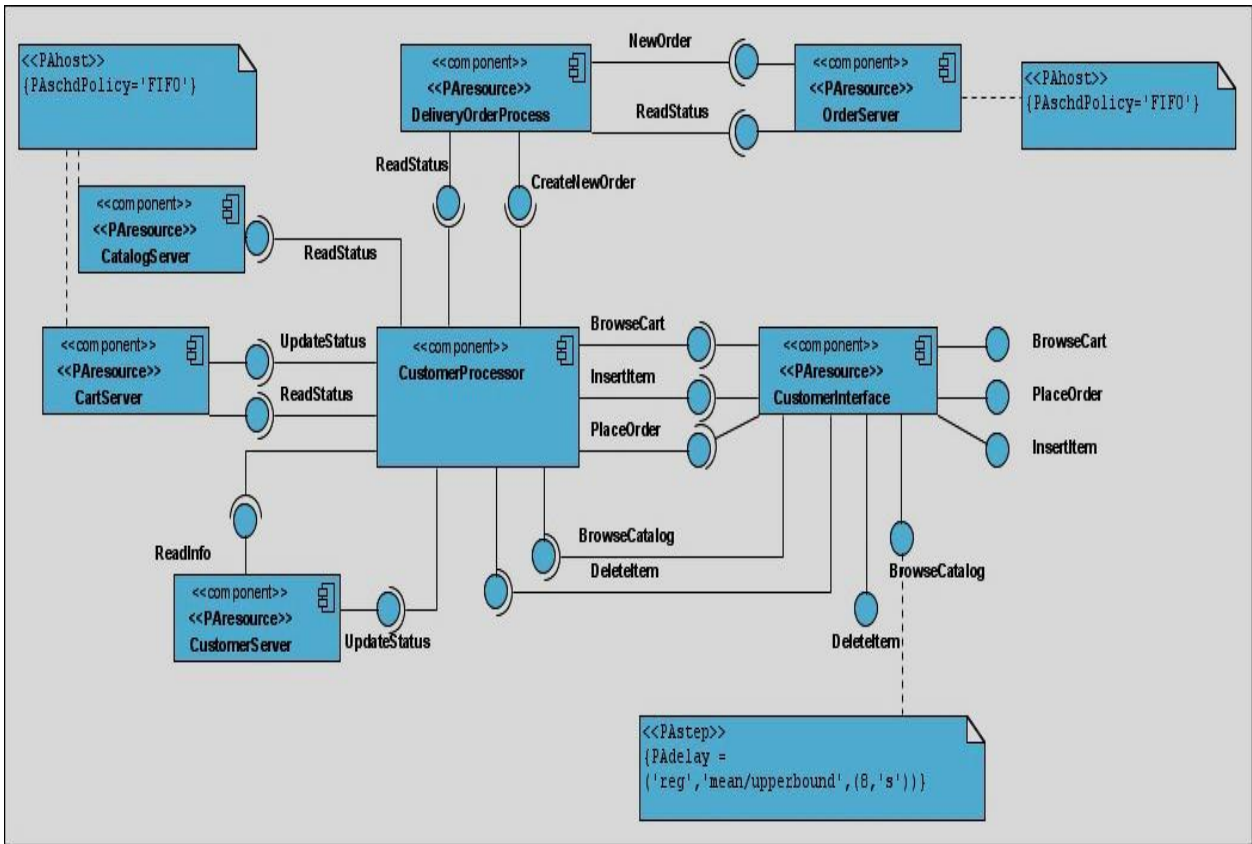 <<PAhost>>
{PAschdPolicy='FIFO'}
<<component>>
<<PAresource>>
DeliveryOrderProcess
NewOrder
ReadStatus
<<component>>
<<PAresource>>
OrderServer
<<PAhost>>
{PAschdPolicy='FIFO'}
ReadStatus
CreateNewOrder
<<component>>
<<PAresource>>
CatalogServer
ReadStatus
<<component>>
<<PAresource>>
CartServer
UpdateStatus
ReadStatus
<<component>>
CustomerProcessor
BrowseCart
InsertItem
PlaceOrder
<<component>>
<<PAresource>>
CustomerInterface
BrowseCart
PlaceOrder
InsertItem
ReadInfo
<<component>>
<<PAresource>>
CustomerServer
UpdateStatus
BrowseCatalog
DeleteItem
BrowseCatalog
DeleteItem
<<PAstep>>
{PAdelay =
('reg','mean/upperbound',(8,'s'))}